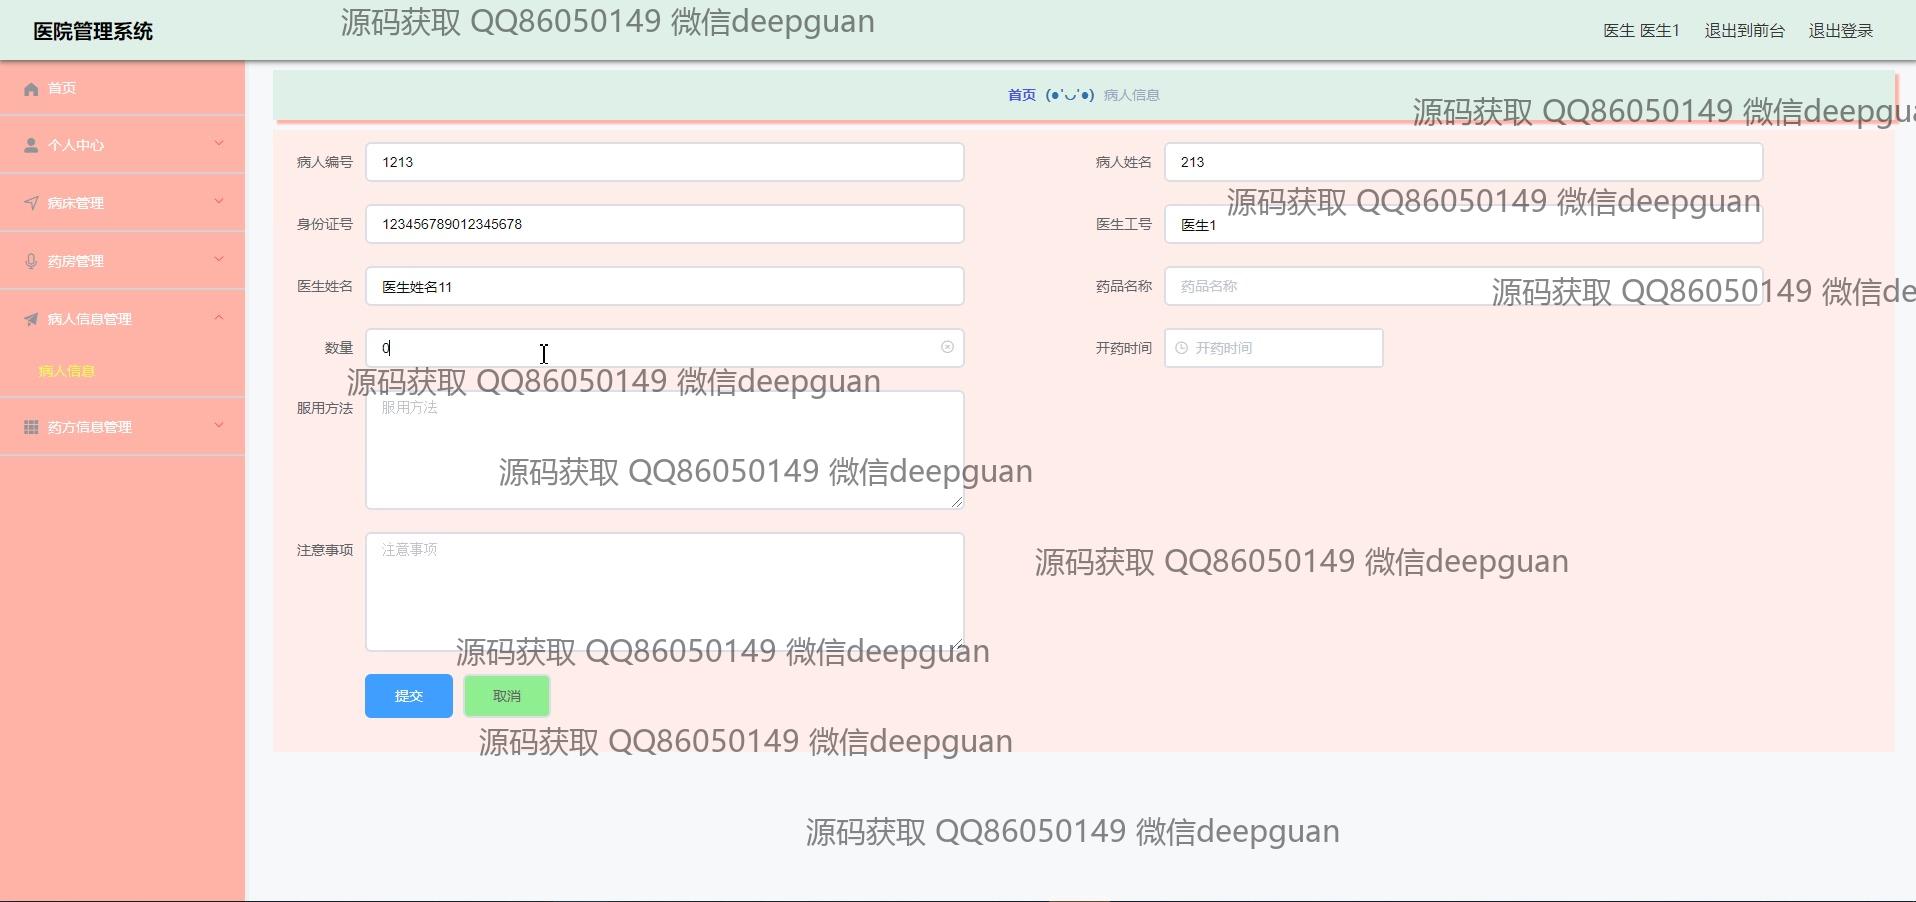 医院管理系统
源码获取 QQ86050149 微信deepguan
医生 医生1 退出到前台 退出登录
首页
个人中心
病床管理
药房管理
病人信息管理
病人信息
药方信息管理
首页 (●'◡'●) 病人信息
源码获取 QQ86050149 微信deepgua
病人编号 1213
病人姓名 213
源码获取 QQ86050149 微信deepguan
身份证号 123456789012345678
医生工号 医生1
医生姓名 医生姓名11
药品名称 药品名称
源码获取 QQ86050149 微信de
数量 0
开药时间 开药时间
源码获取 QQ86050149 微信deepguan
服用方法 服用方法
源码获取 QQ86050149 微信deepguan
注意事项 注意事项
源码获取 QQ86050149 微信deepguan
源码获取 QQ86050149 微信deepguan
提交 取消
源码获取 QQ86050149 微信deepguan
源码获取 QQ86050149 微信deepguan